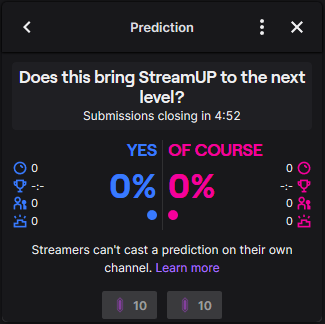 Prediction
Does this bring StreamUP to the next
level?
Submissions closing in 4:52
YES OF COURSE
0 0
-:- -:-
0% 0%
0 0
0 0
Streamers can't cast a prediction on their own
channel. Learn more
10 10